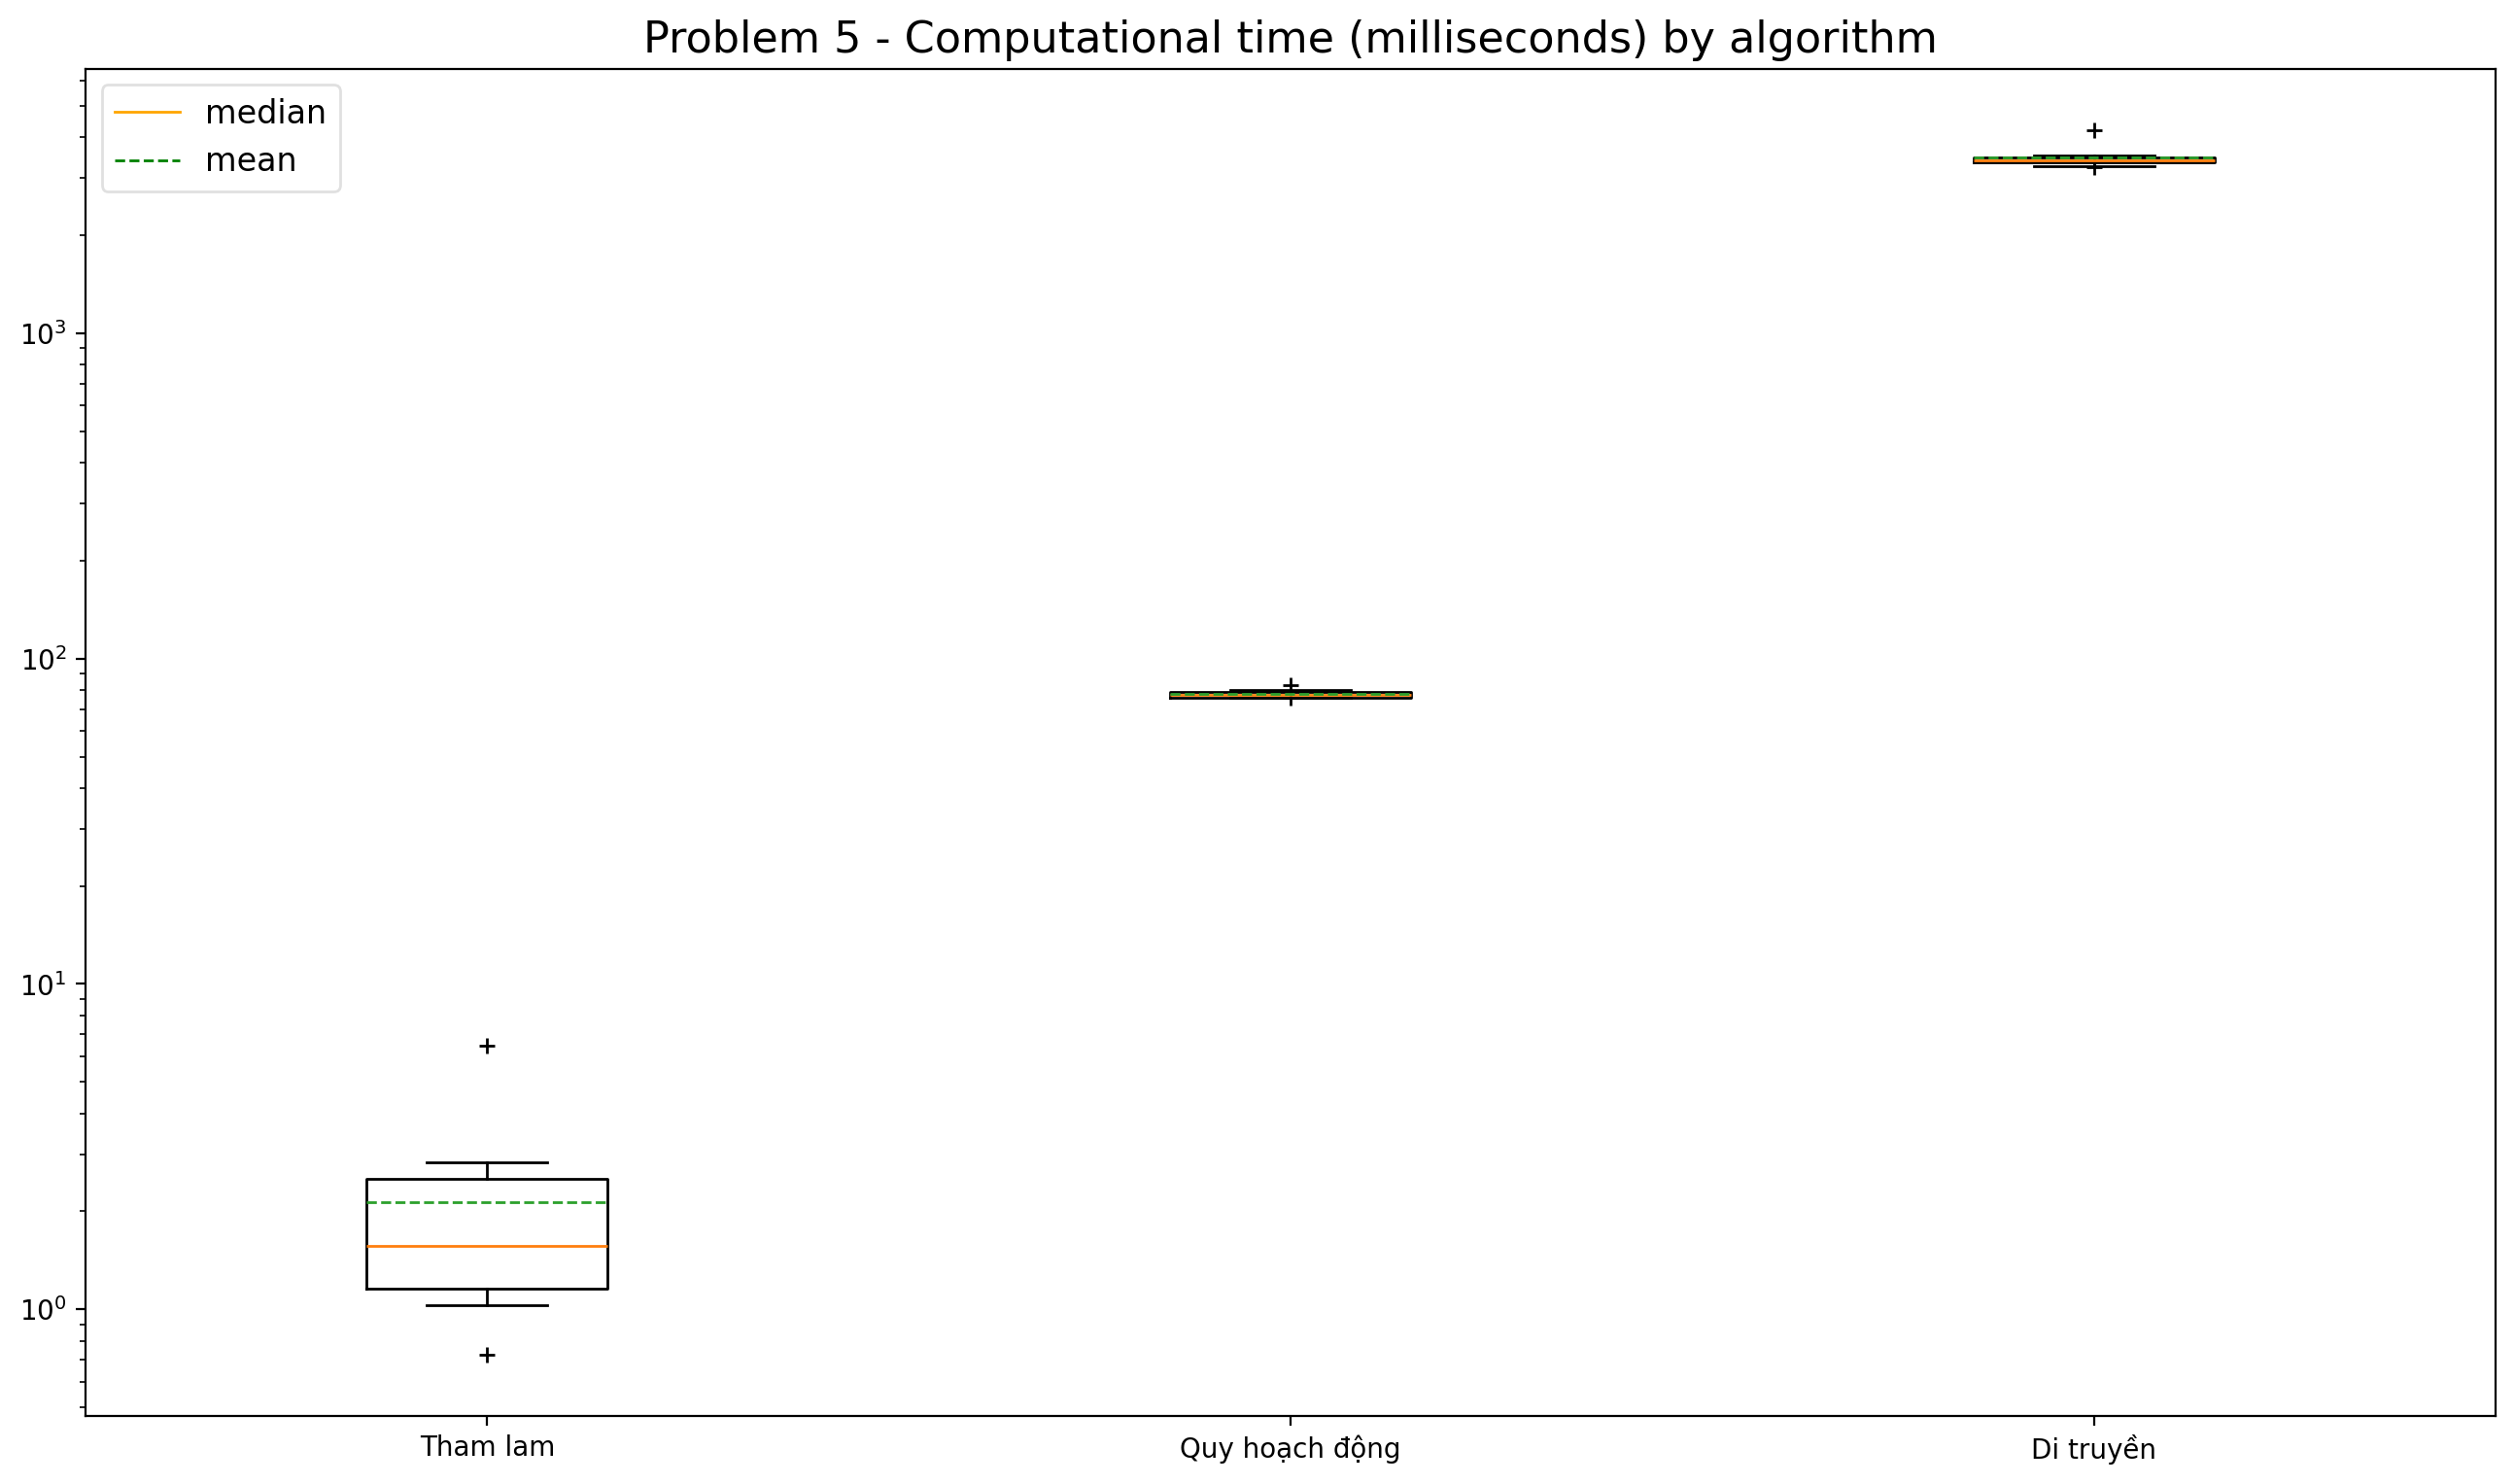 Problem 5 - Computational time (milliseconds) by algorithm
median
mean
10³
10²
10¹
10⁰
Tham lam
Quy hoạch động
Di truyền